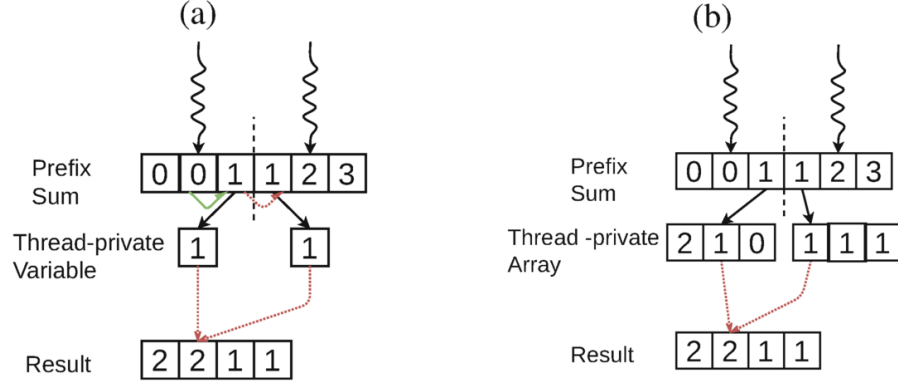 (a)
Prefix Sum
0 0 1 1 2 3
Thread-private Variable
1 1
Result
2 2 1 1
(b)
Prefix Sum
0 0 1 1 2 3
Thread -private Array
2 1 0 1 1 1
Result
2 2 1 1